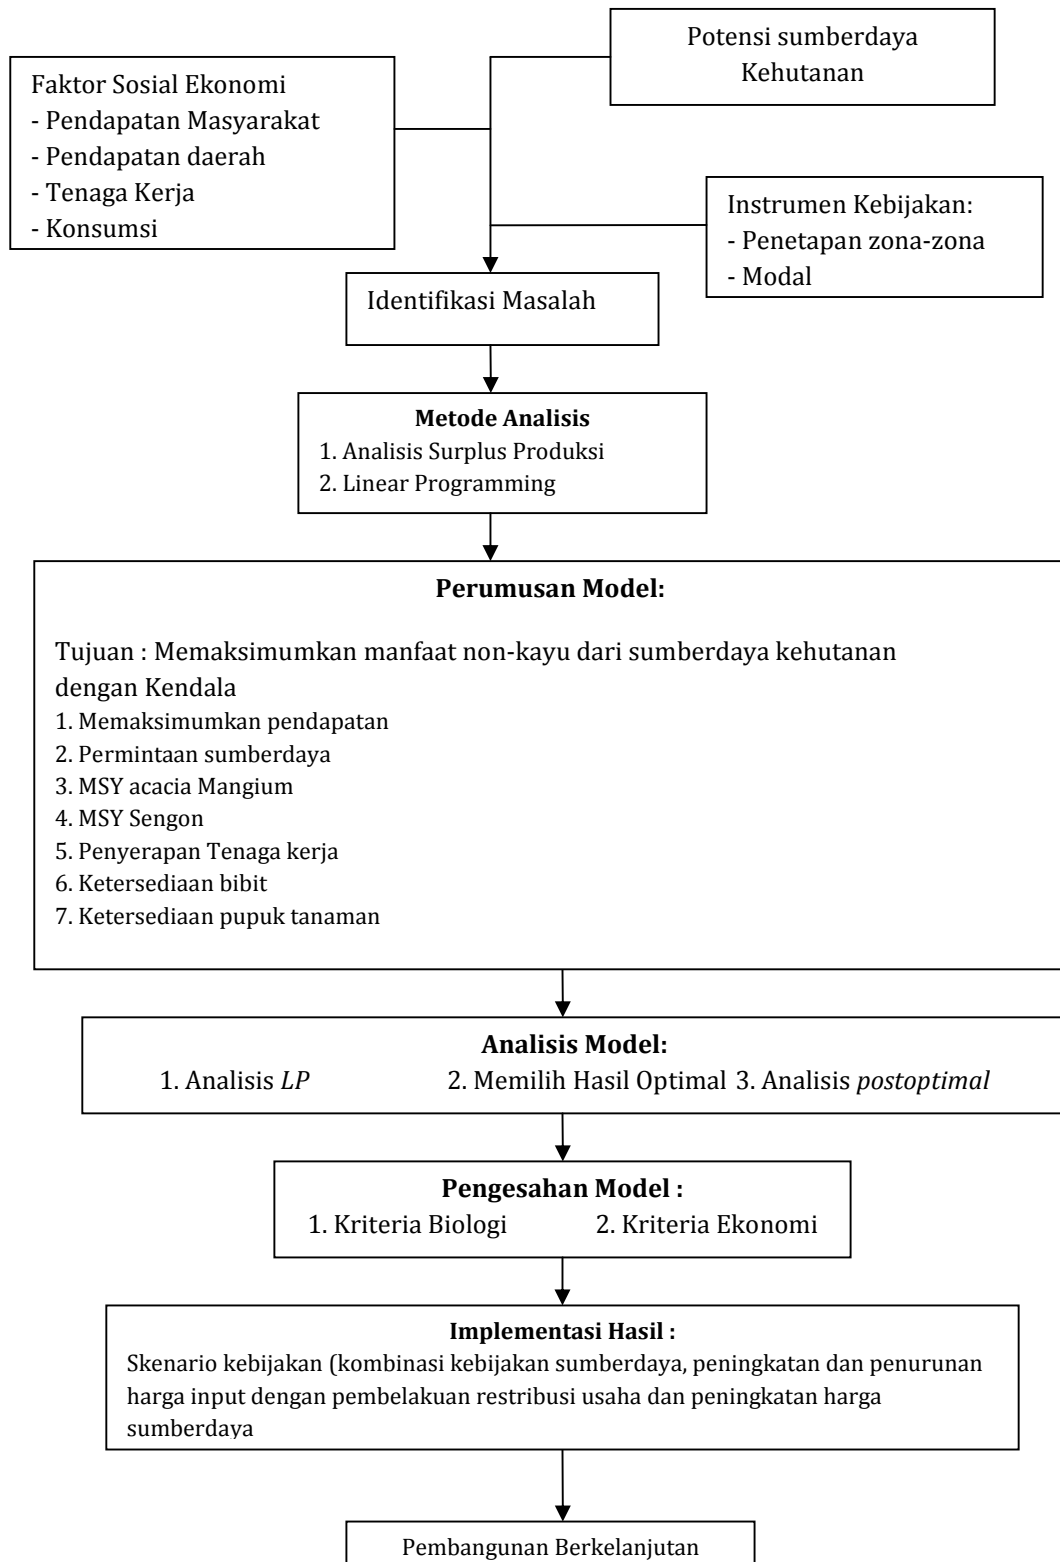 Potensi sumberdaya
Kehutanan
Faktor Sosial Ekonomi
- Pendapatan Masyarakat
- Pendapatan daerah
- Tenaga Kerja
- Konsumsi
Instrumen Kebijakan:
- Penetapan zona-zona
- Modal
Identifikasi Masalah
Metode Analisis
1. Analisis Surplus Produksi
2. Linear Programming
Perumusan Model:
Tujuan : Memaksimumkan manfaat non-kayu dari sumberdaya kehutanan
dengan Kendala
1. Memaksimumkan pendapatan
2. Permintaan sumberdaya
3. MSY acacia Mangium
4. MSY Sengon
5. Penyerapan Tenaga kerja
6. Ketersediaan bibit
7. Ketersediaan pupuk tanaman
Analisis Model:
1. Analisis LP 2. Memilih Hasil Optimal 3. Analisis postoptimal
Pengesahan Model :
1. Kriteria Biologi 2. Kriteria Ekonomi
Implementasi Hasil :
Skenario kebijakan (kombinasi kebijakan sumberdaya, peningkatan dan penurunan
harga input dengan pembelakuan restribusi usaha dan peningkatan harga
sumberdaya
Pembangunan Berkelanjutan